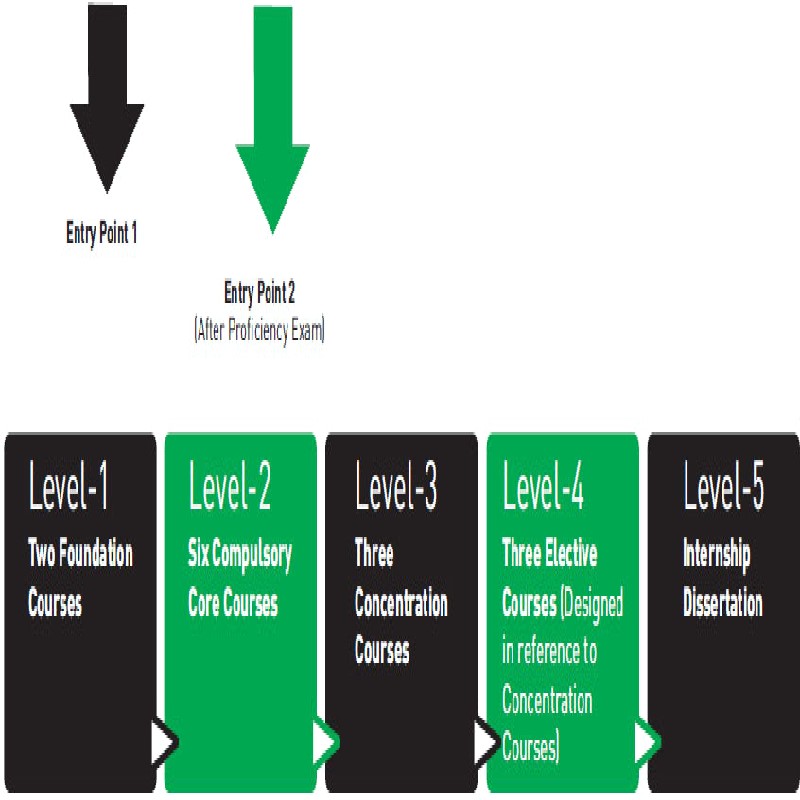 Entry Point 1
Entry Point 2
(After Proficiency Exam)
Level-1
Two Foundation
Courses
Level-2
Six Compulsory
Core Courses
Level-3
Three
Concentration
Courses
Level-4
Three Elective
Courses (Designed
in reference to
Concentration
Courses)
Level-5
Internship
Dissertation